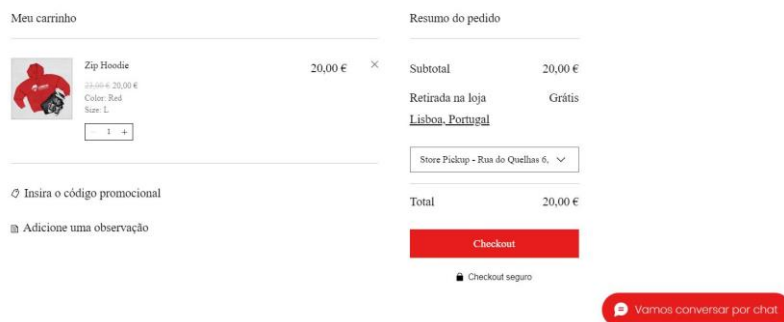 Meu carrinho
Zip Hoodie
20,00 €
23,00 € 20,00 €
Color: Red
Size: L
− 1 +
Insira o código promocional
Adicione uma observação
Resumo do pedido
Subtotal 20,00 €
Retirada na loja Grátis
Lisboa, Portugal
Store Pickup - Rua do Quelhas 6,
Total 20,00 €
Checkout
Checkout seguro
Vamos conversar por chat